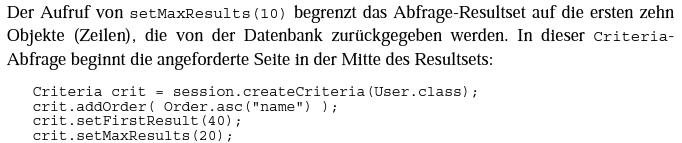 Der Aufruf von setMaxResults(10) begrenzt das Abfrage-Resultset auf die ersten zehn
Objekte (Zeilen), die von der Datenbank zurückgegeben werden. In dieser Criteria-
Abfrage beginnt die angeforderte Seite in der Mitte des Resultsets:
Criteria crit = session.createCriteria(User.class);
crit.addOrder( Order.asc("name") );
crit.setFirstResult(40);
crit.setMaxResults(20);